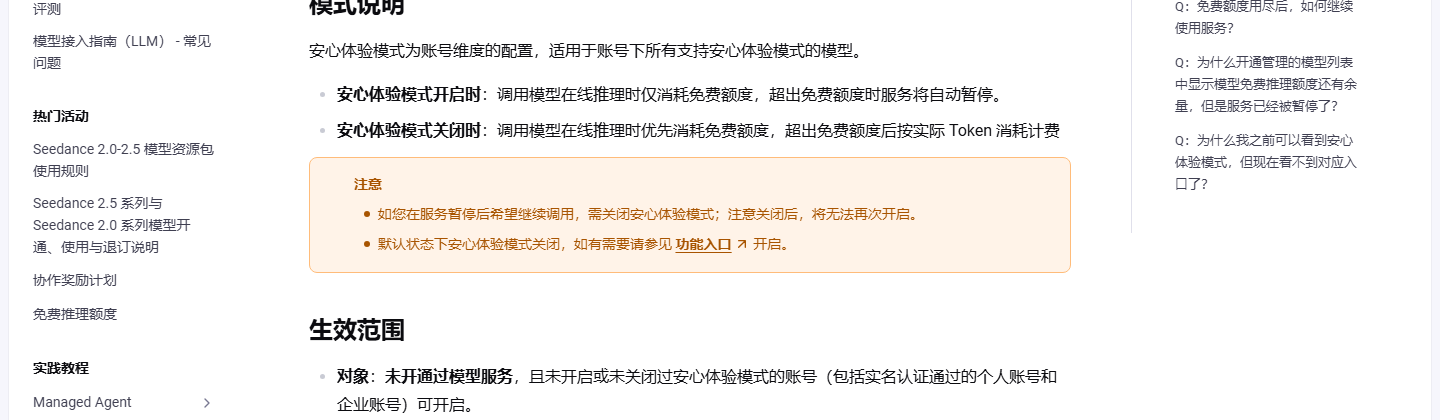 评测
模型接入指南（LLM） - 常见
问题
热门活动
Seedance 2.0-2.5 模型资源包
使用规则
Seedance 2.5 系列与
Seedance 2.0 系列模型开
通、使用与退订说明
协作奖励计划
免费推理额度
实践教程
Managed Agent
模式说明
安心体验模式为账号维度的配置，适用于账号下所有支持安心体验模式的模型。
安心体验模式开启时：调用模型在线推理时仅消耗免费额度，超出免费额度时服务将自动暂停。
安心体验模式关闭时：调用模型在线推理时优先消耗免费额度，超出免费额度后按实际 Token 消耗计费
注意
如您在服务暂停后希望继续调用，需关闭安心体验模式；注意关闭后，将无法再次开启。
默认状态下安心体验模式关闭，如有需要请参见 功能入口 开启。
生效范围
对象：未开通过模型服务，且未开启或未关闭过安心体验模式的账号（包括实名认证通过的个人账号和
企业账号）可开启。
Q：免费额度用尽后，如何继续
使用服务？
Q：为什么开通管理的模型列表
中显示模型免费推理额度还有余
量，但是服务已经被暂停了？
Q：为什么我之前可以看到安心
体验模式，但现在看不到对应入
口了？